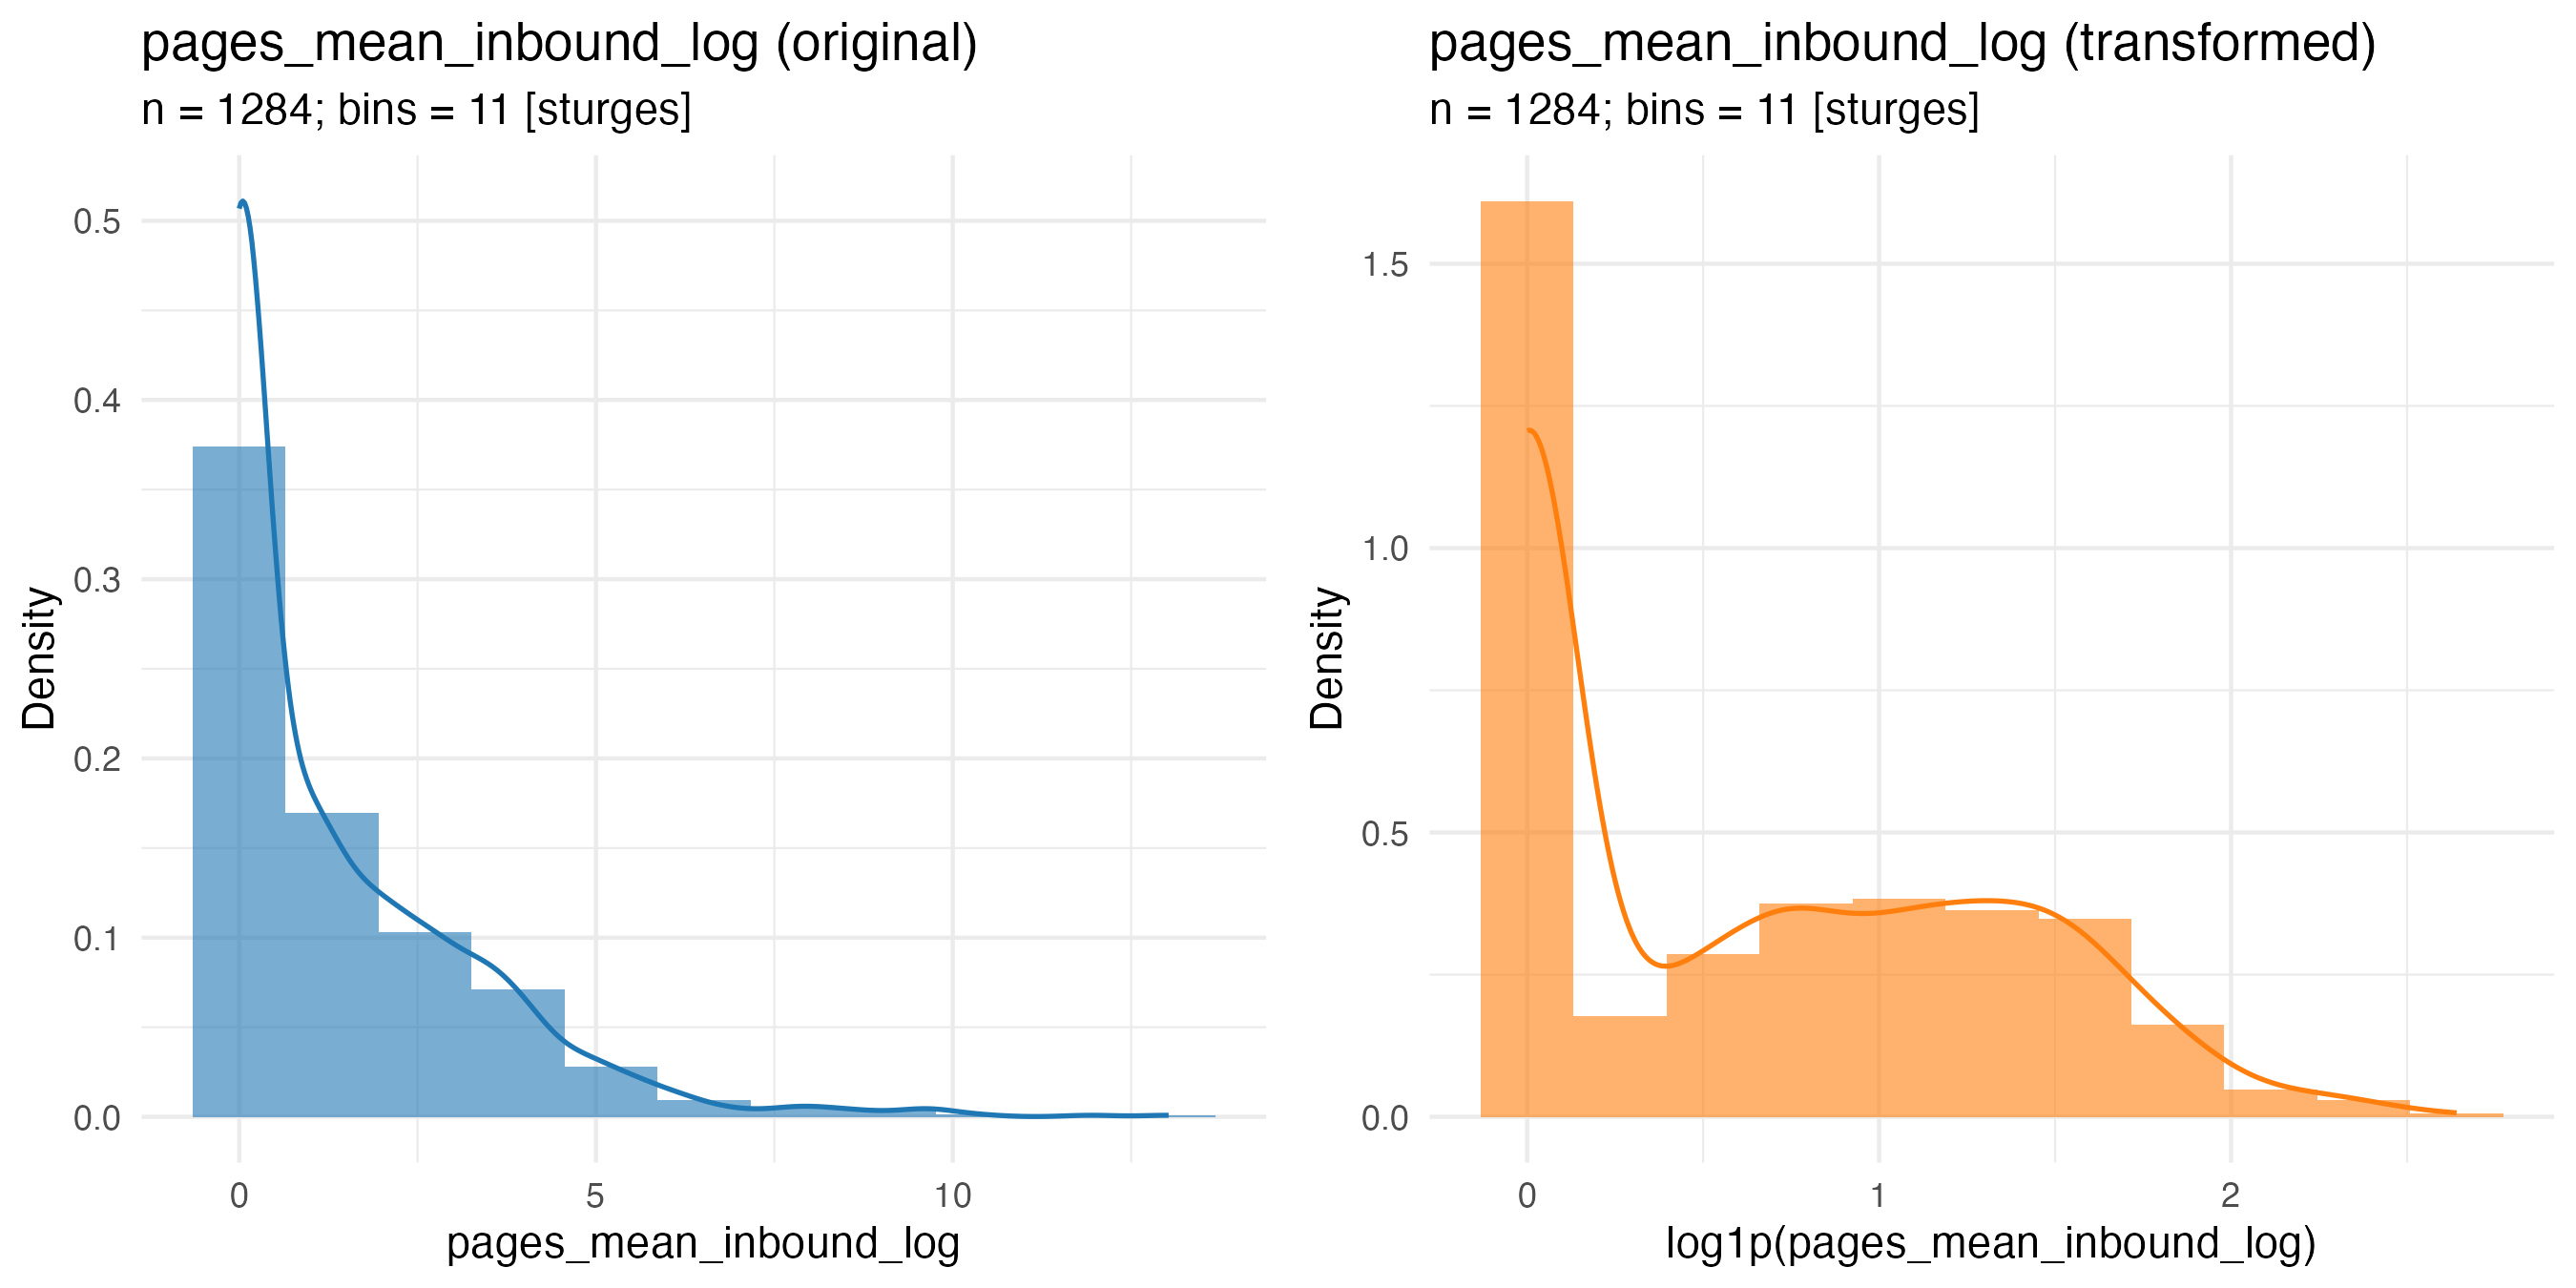 pages_mean_inbound_log (original)
n = 1284; bins = 11 [sturges]
Density
0.5
0.4
0.3
0.2
0.1
0.0
0
5
10
pages_mean_inbound_log
pages_mean_inbound_log (transformed)
n = 1284; bins = 11 [sturges]
Density
1.5
1.0
0.5
0.0
0
1
2
log1p(pages_mean_inbound_log)